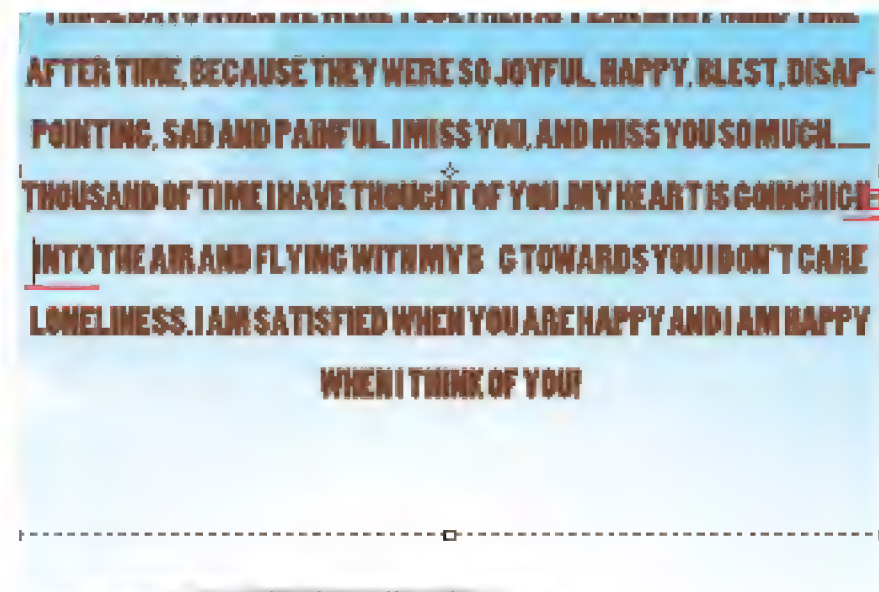 AFTER TIME, BECAUSE THEY WERE SO JOYFUL. HAPPY, BLEST, DISAP-
POINTING, SAD AND PAINFUL. I MISS YOU, AND MISS YOU SO MUCH.
THOUSAND OF TIME I HAVE THOUGHT OF YOU .MY HEART IS GOING
INTO THE AIR AND FLYING WITH MY B G TOWARDS YOU I DON'T CARE
LONELINESS. I AM SATISFIED WHEN YOU ARE HAPPY AND I AM HAPPY
WHEN I THINK OF YOU!